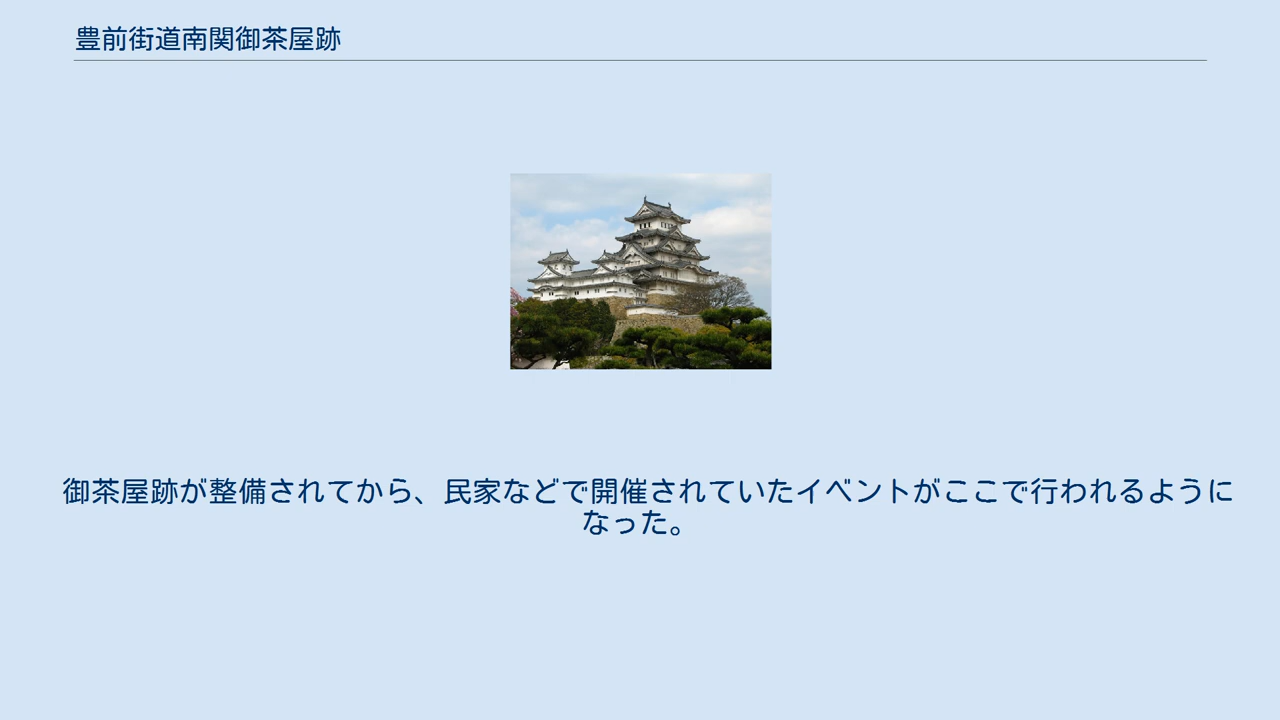 豊前街道南関御茶屋跡
御茶屋跡が整備されてから、民家などで開催されていたイベントがここで行われるように
なった。